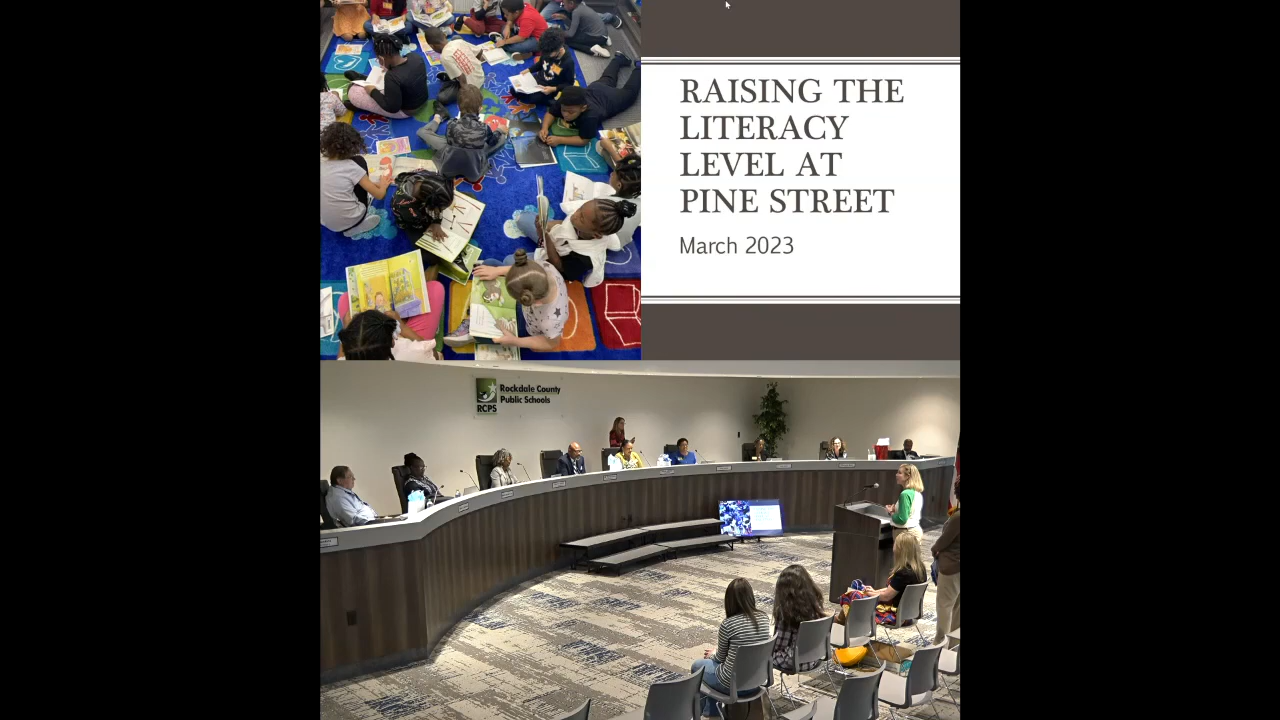 RAISING THE
LITERACY
LEVEL AT
PINE STREET
March 2023
Rockdale County
Public Schools
RCPS